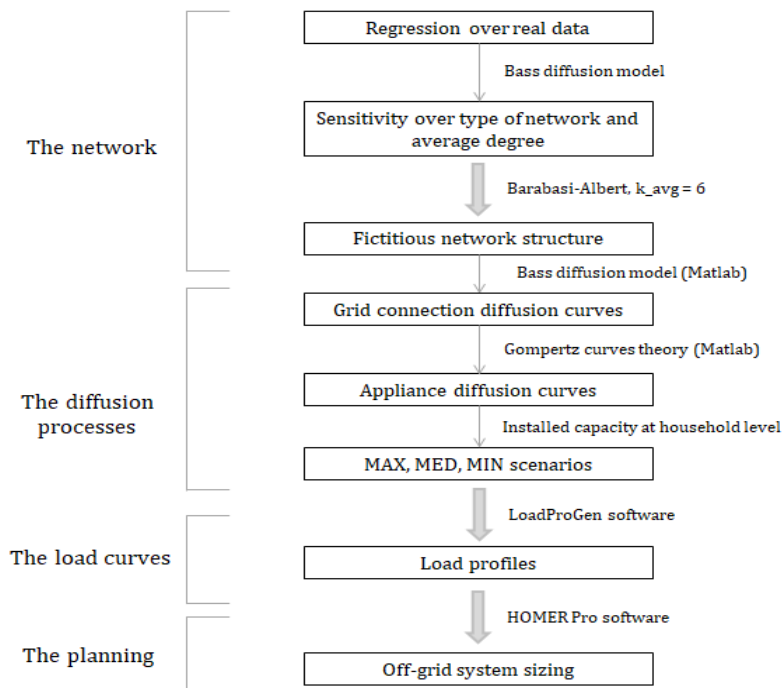 Regression over real data
Bass diffusion model
Sensitivity over type of network and
average degree
The network
Barabasi-Albert, k_avg = 6
Fictitious network structure
Bass diffusion model (Matlab)
Grid connection diffusion curves
Gompertz curves theory (Matlab)
Appliance diffusion curves
The diffusion
processes
Installed capacity at household level
MAX, MED, MIN scenarios
LoadProGen software
The load curves
Load profiles
HOMER Pro software
The planning
Off-grid system sizing